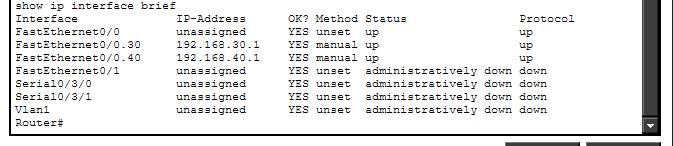 show ip interface brief
Interface IP-Address OK? Method Status Protocol
FastEthernet0/0 unassigned YES unset up up
FastEthernet0/0.30 192.168.30.1 YES manual up up
FastEthernet0/0.40 192.168.40.1 YES manual up up
FastEthernet0/1 unassigned YES unset administratively down down
Serial0/3/0 unassigned YES unset administratively down down
Serial0/3/1 unassigned YES unset administratively down down
Vlan1 unassigned YES unset administratively down down
Router#